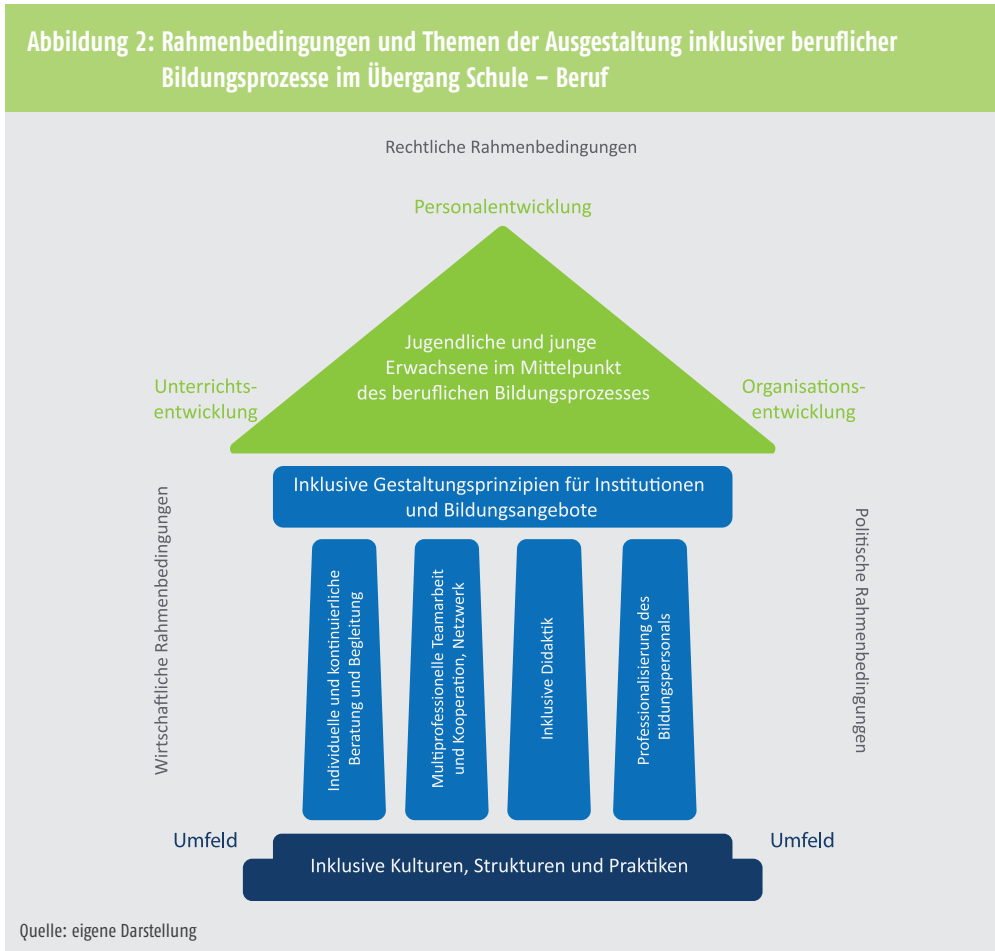 Abbildung 2: Rahmenbedingungen und Themen der Ausgestaltung inklusiver beruflicher
Bildungsprozesse im Übergang Schule – Beruf
Rechtliche Rahmenbedingungen
Personalentwicklung
Jugendliche und junge
Erwachsene im Mittelpunkt
des beruflichen Bildungsprozesses
Unterrichts-
entwicklung
Organisations-
entwicklung
Inklusive Gestaltungsprinzipien für Institutionen
und Bildungsangebote
Wirtschaftliche Rahmenbedingungen
Individuelle und kontinuierliche
Beratung und Begleitung
Multiprofessionelle Teamarbeit
und Kooperation, Netzwerk
Inklusive Didaktik
Professionalisierung des
Bildungspersonals
Politische Rahmenbedingungen
Umfeld
Umfeld
Inklusive Kulturen, Strukturen und Praktiken
Quelle: eigene Darstellung